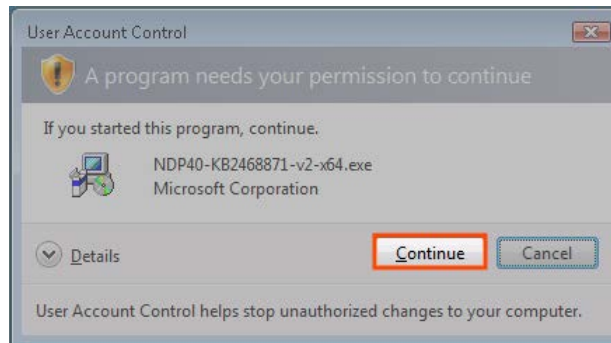 User Account Control
A program needs your permission to continue
If you started this program, continue.
NDP40-KB2468871-v2-x64.exe
Microsoft Corporation
Details
Continue
Cancel
User Account Control helps stop unauthorized changes to your computer.